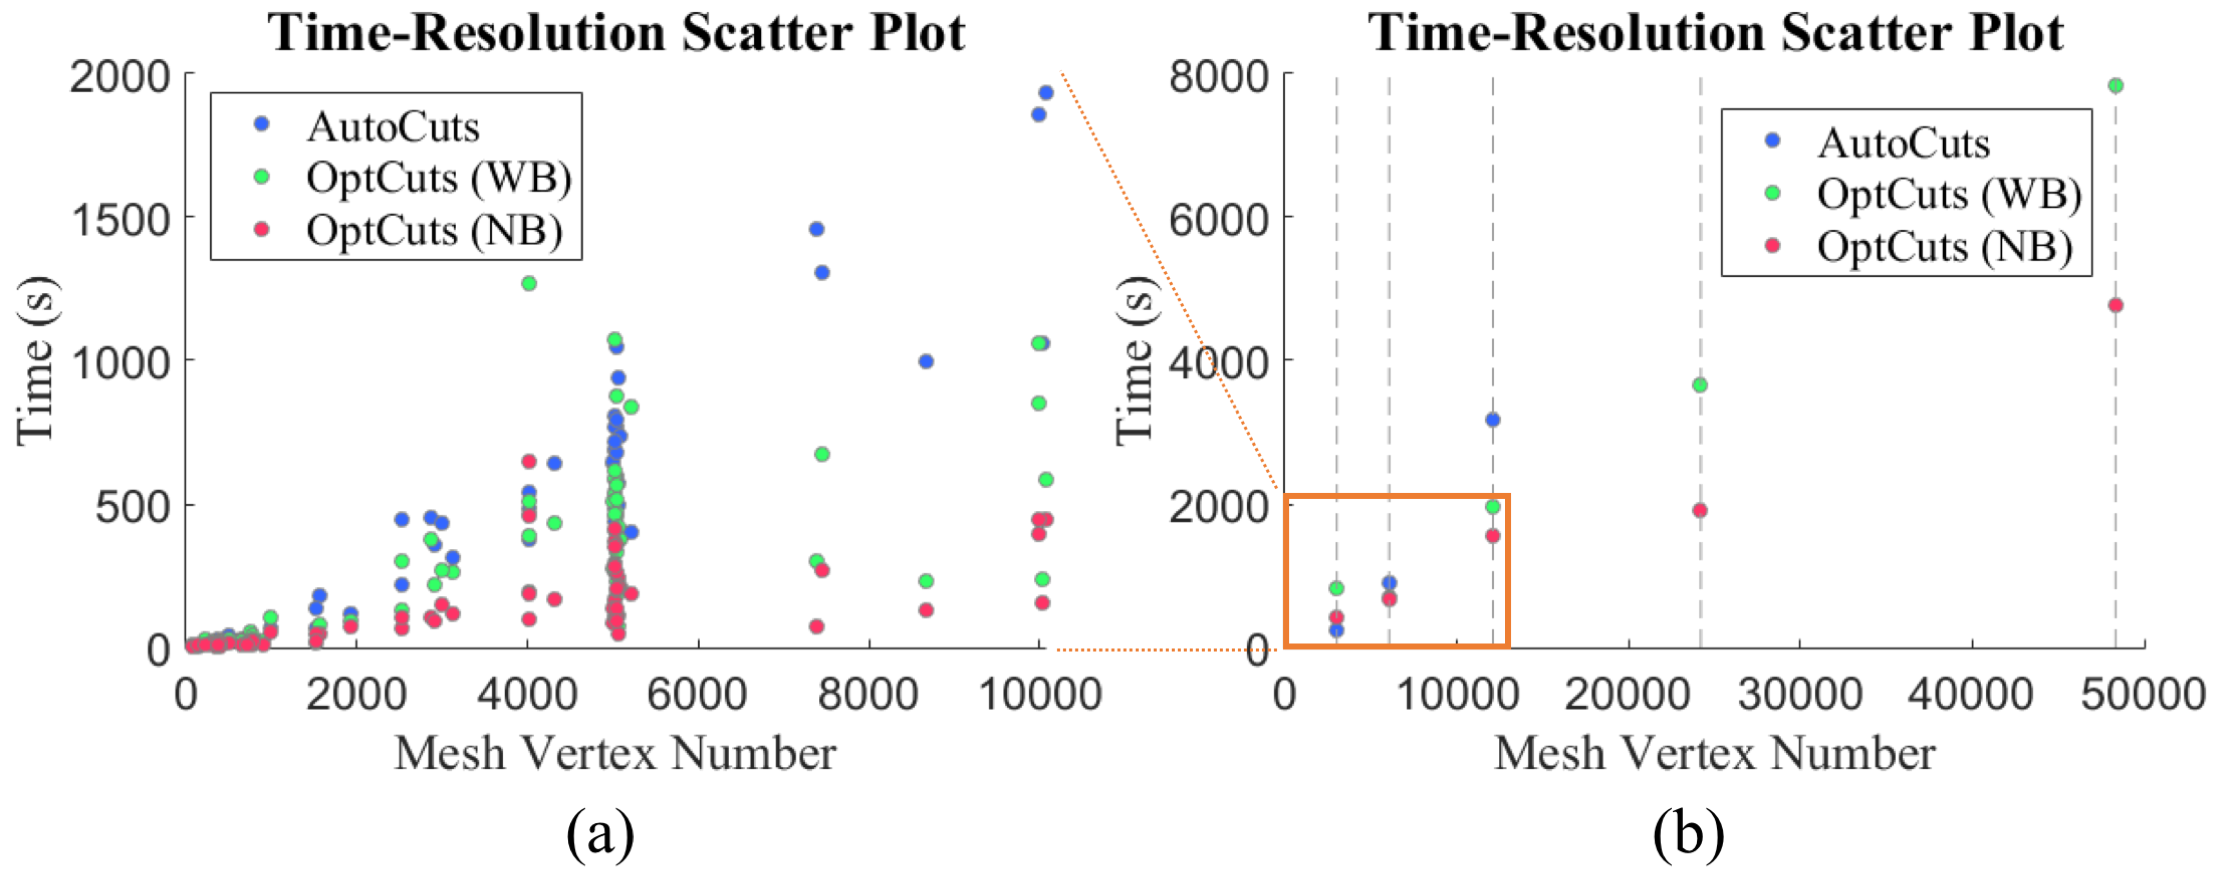 Time-Resolution Scatter Plot
2000
1500
1000
500
0
Time (s)
AutoCuts
OptCuts (WB)
OptCuts (NB)
0 2000 4000 6000 8000 10000
Mesh Vertex Number
(a)
Time-Resolution Scatter Plot
8000
6000
4000
2000
0
Time (s)
AutoCuts
OptCuts (WB)
OptCuts (NB)
0 10000 20000 30000 40000 50000
Mesh Vertex Number
(b)